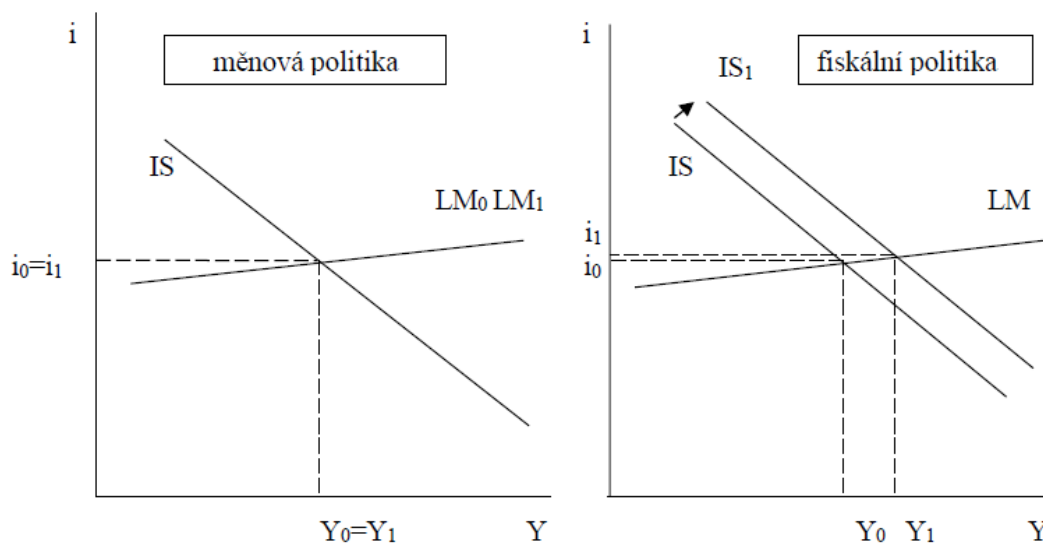 i
měnová politika
IS
LM₀ LM₁
i₀=i₁
Y₀=Y₁
Y
i
fiskální politika
IS₁
IS
LM
i₁
i₀
Y₀
Y₁
Y